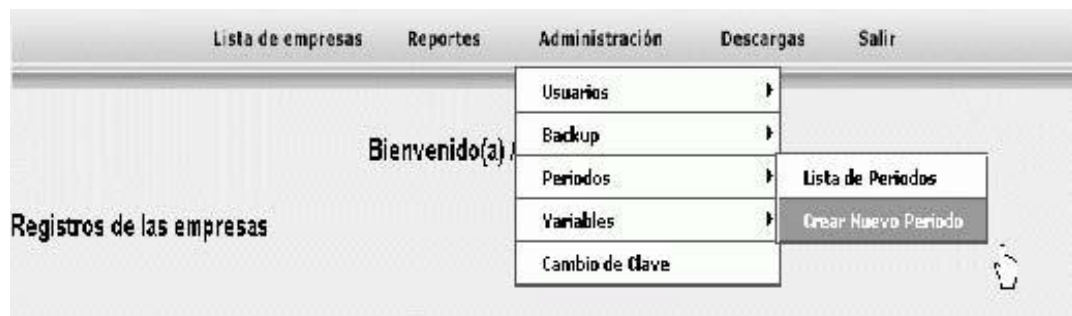 Lista de empresas Reportes Administración Descargas Salir
Usuarios
Backup
Bienvenido(a)
Periodos
Lista de Periodos
Registros de las empresas
Variables
Crear Nuevo Periodo
Cambio de Clave